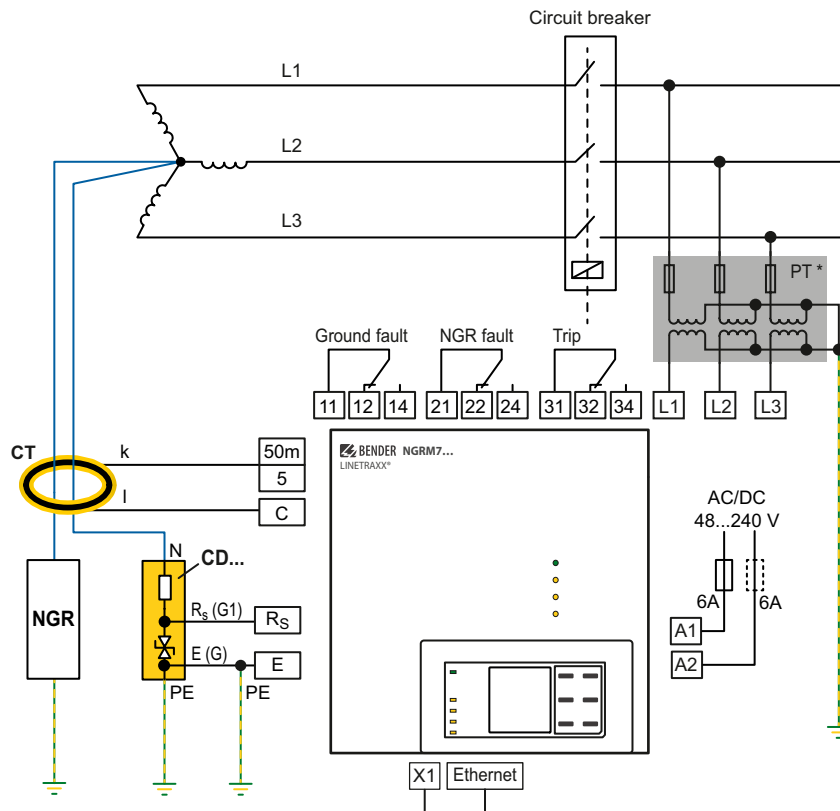 Circuit breaker
L1
L2
L3
PT *
Ground fault
NGR fault
Trip
11 12 14 21 22 24 31 32 34 L1 L2 L3
CT
k
50m
5
l
C
BENDER NGRM7...
LINETRAXX®
AC/DC
48...240 V
6A
6A
N
CD...
NGR
Rs (G1)
RS
E (G)
E
PE
PE
A1
A2
X1
Ethernet